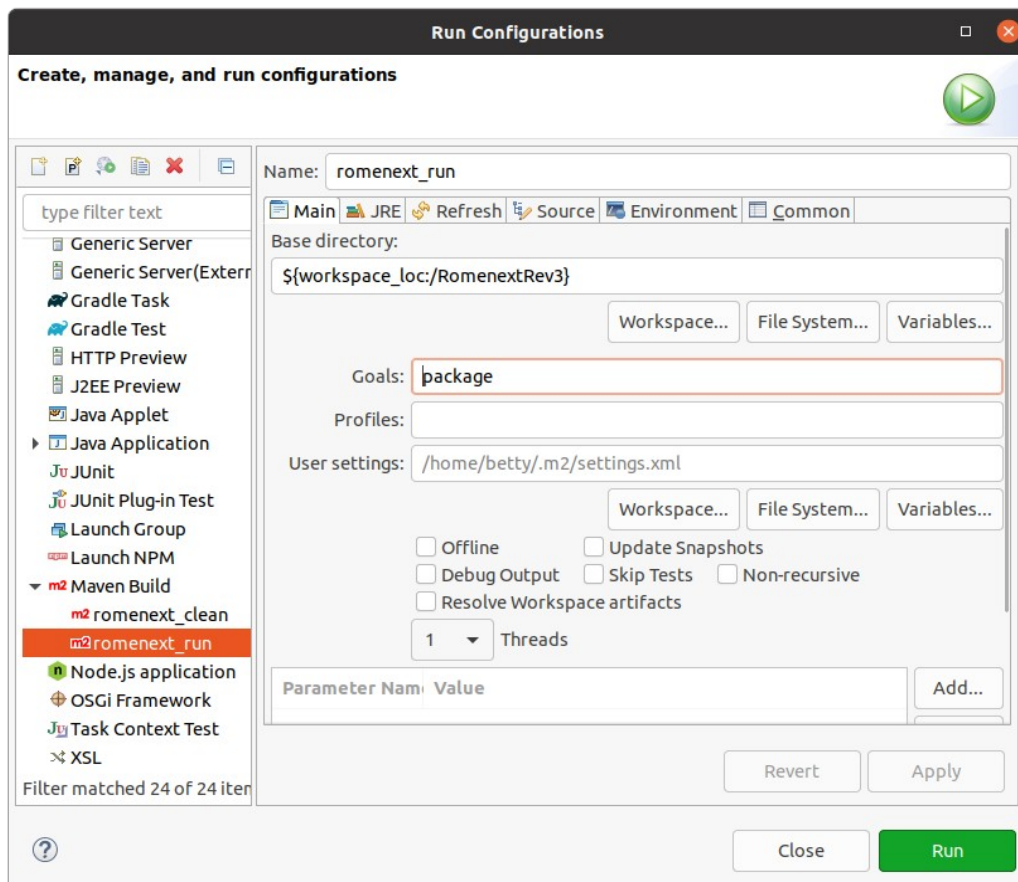 Run Configurations
Create, manage, and run configurations
type filter text
Generic Server
Generic Server(Extern
Gradle Task
Gradle Test
HTTP Preview
J2EE Preview
Java Applet
Java Application
Ju JUnit
JUnit Plug-in Test
Launch Group
Launch NPM
m2 Maven Build
m2 romenext_clean
m2 romenext_run
Node.js application
OSGi Framework
Task Context Test
XSL
Filter matched 24 of 24 iten
Name: romenext_run
Main JRE Refresh Source Environment Common
Base directory:
${workspace_loc:/RomenextRev3}
Workspace... File System... Variables...
Goals: package
Profiles:
User settings: /home/betty/.m2/settings.xml
Workspace... File System... Variables...
Offline Update Snapshots
Debug Output Skip Tests Non-recursive
Resolve Workspace artifacts
1 Threads
Parameter Nam Value
Add...
Revert Apply
Close Run